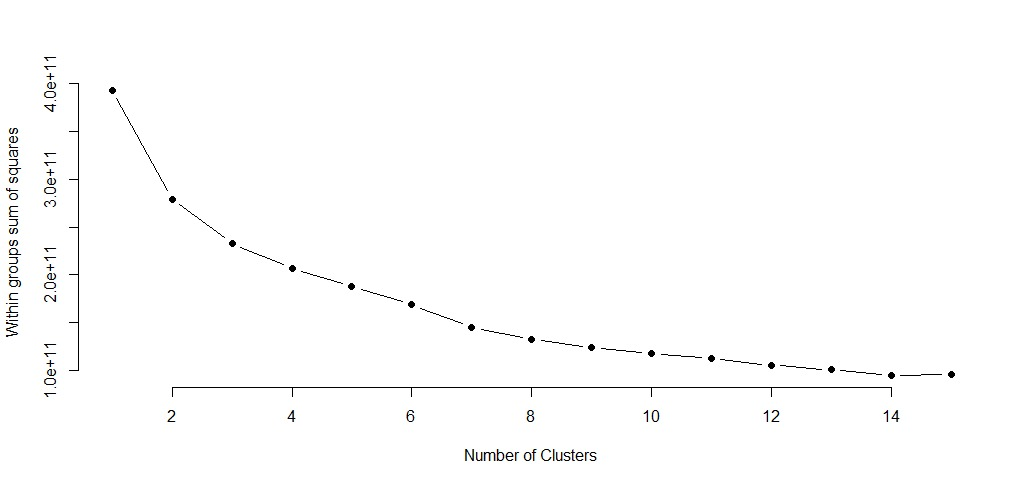 Within groups sum of squares
4.0e+11
3.0e+11
2.0e+11
1.0e+11
2 4 6 8 10 12 14
Number of Clusters